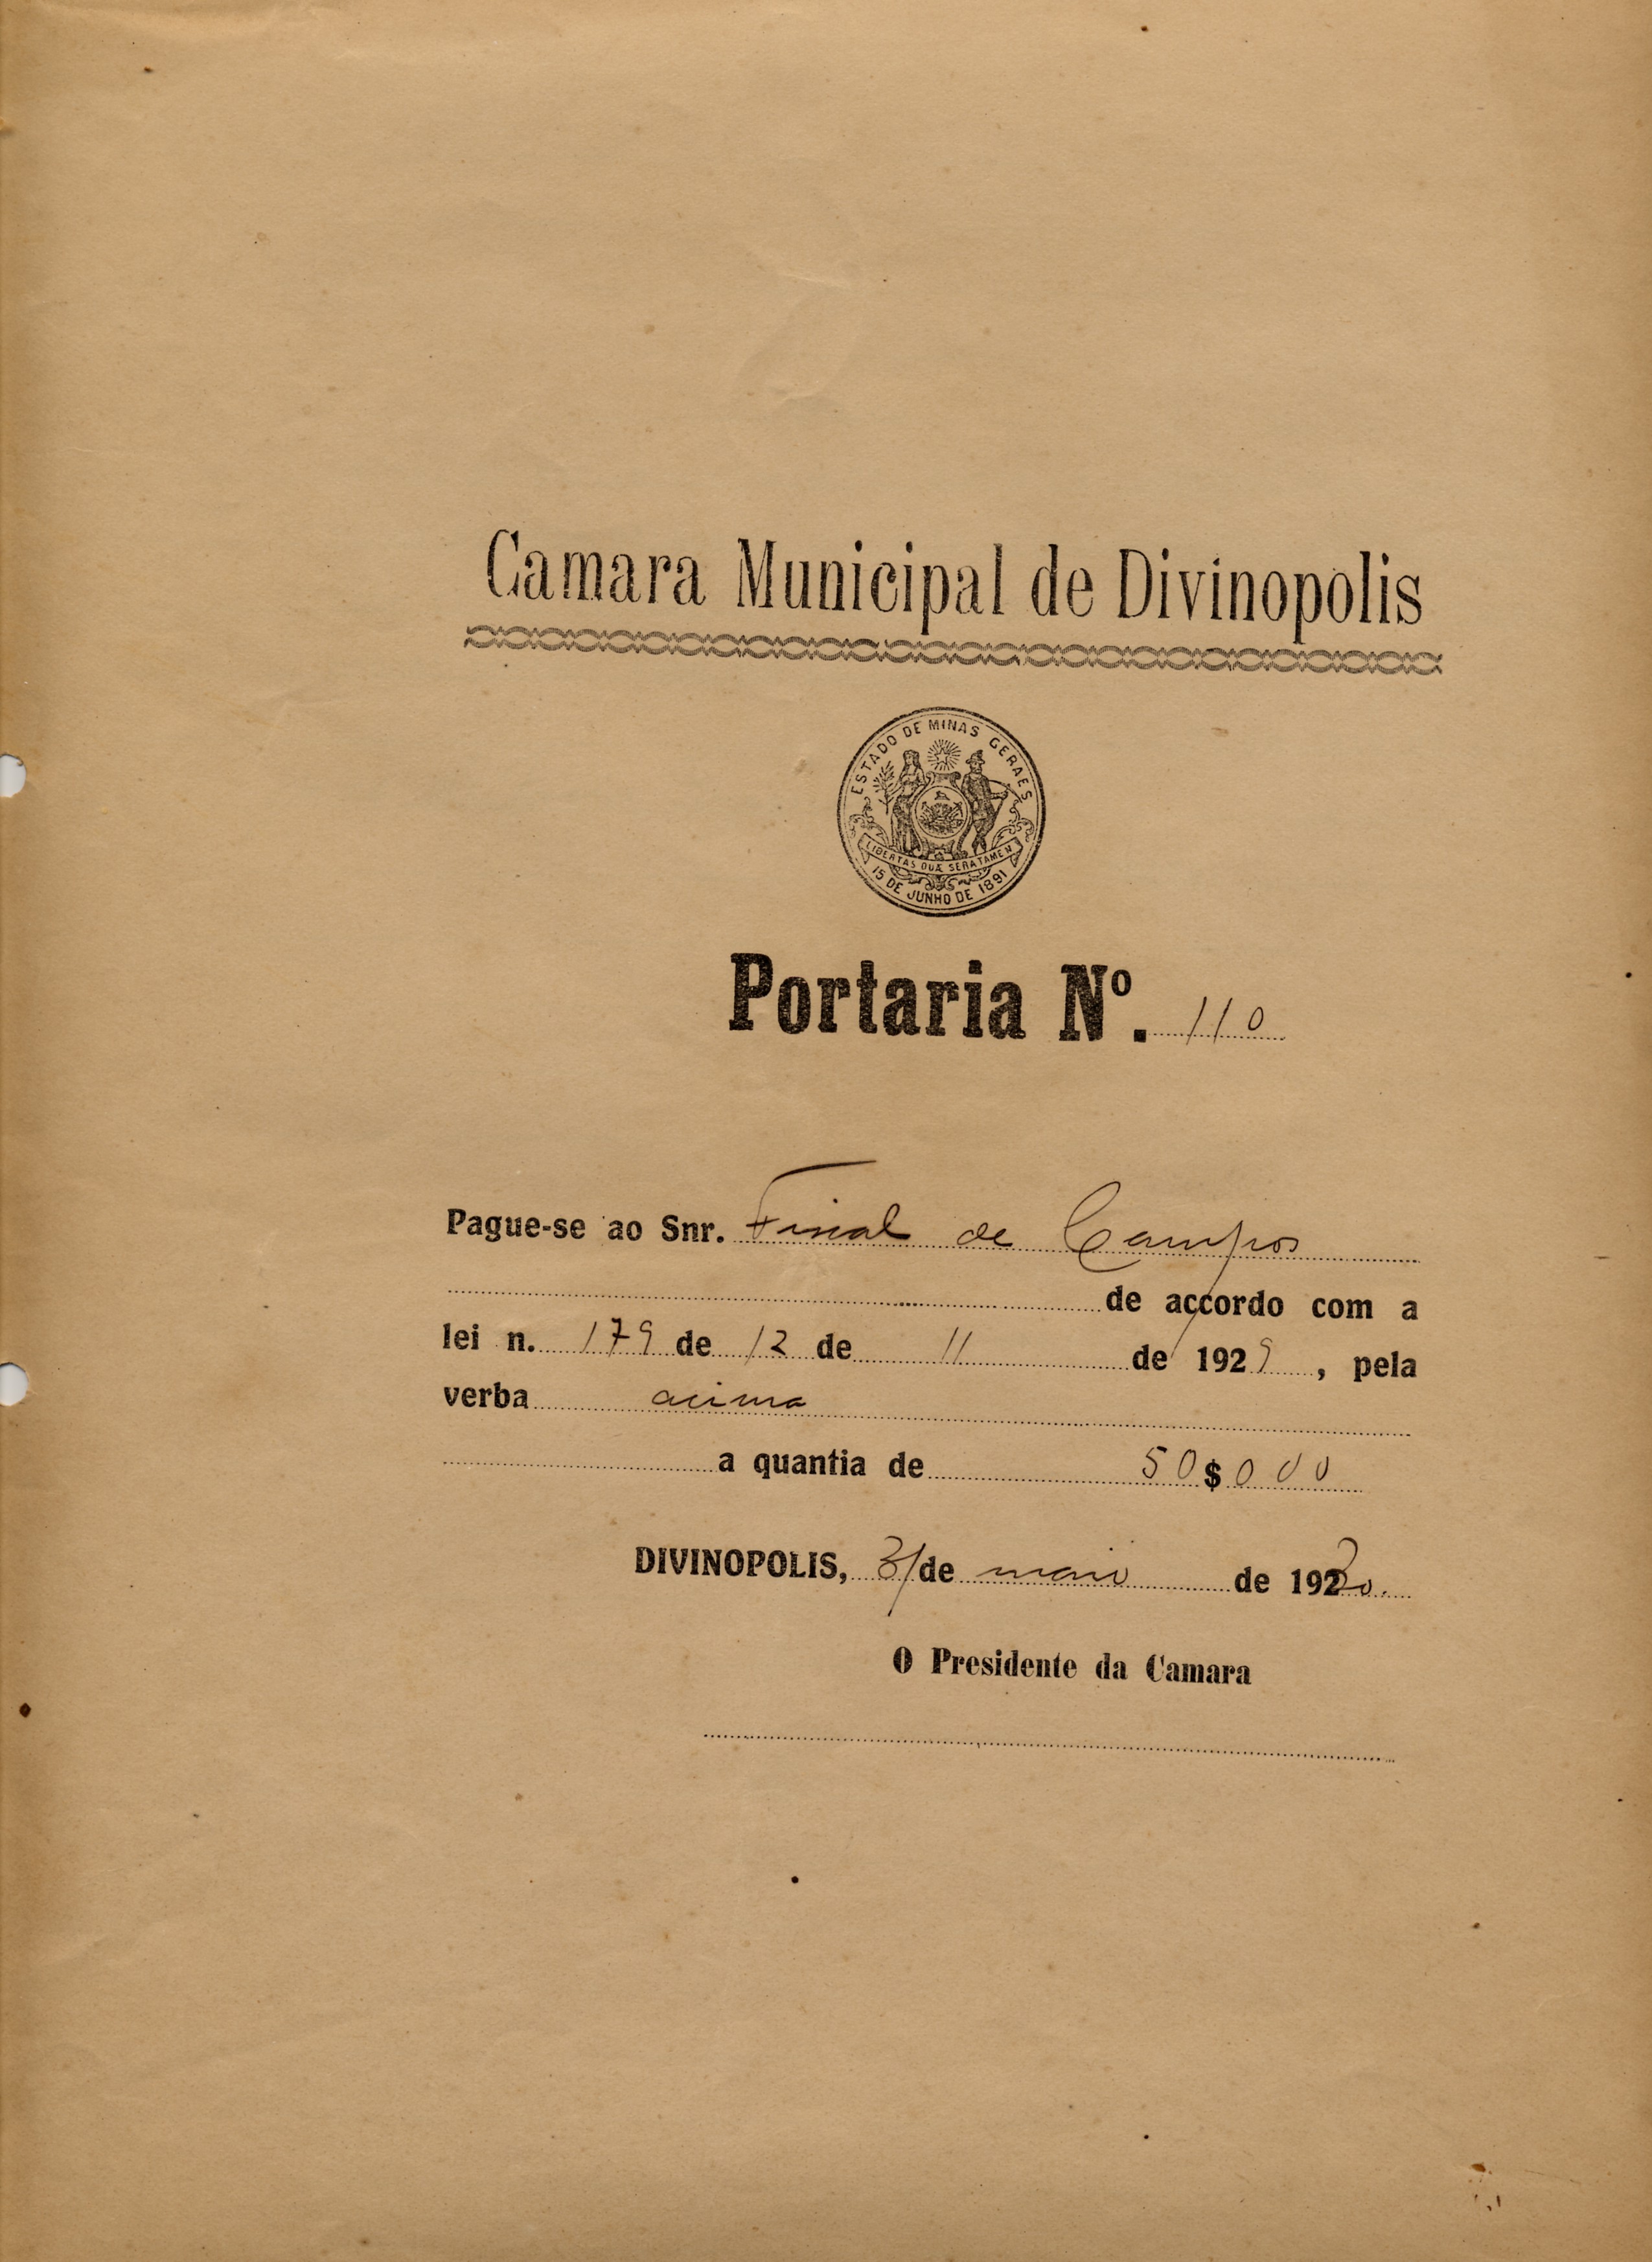 Camara Municipal de Divinopolis
ESTADO DE MINAS GERAES
LIBERTAS QUÆ SERA TAMEN
15 DE JUNHO DE 1891
Portaria Nº. 110
Pague-se ao Snr. Fiscal de Campos
de accordo com a
lei n. 179 de 12 de 11 de 1929, pela
verba acima
a quantia de 50$000
DIVINOPOLIS, 31 de maio de 1930.
O Presidente da Camara